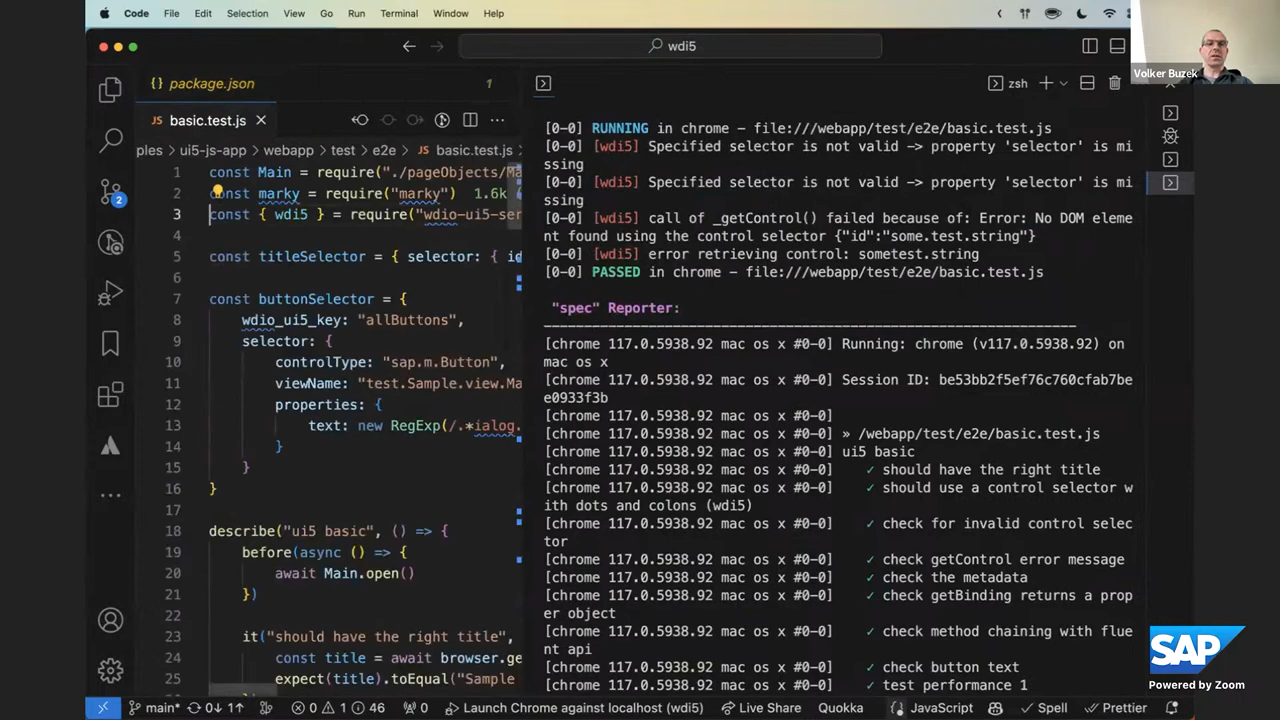 Code File Edit Selection View Go Run Terminal Window Help
wdi5
Volker Buzek
{} package.json 1
JS basic.test.js
zsh
ples > ui5-js-app > webapp > test > e2e > JS basic.test.js
1 const Main = require("./pageObjects/Ma
2 const marky = require("marky") 1.6k
3 const { wdi5 } = require("wdio-ui5-ser
4
5 const titleSelector = { selector: { id
6
7 const buttonSelector = {
8 wdio_ui5_key: "allButtons",
9 selector: {
10 controlType: "sap.m.Button",
11 viewName: "test.Sample.view.Ma
12 properties: {
13 text: new RegExp(/.*ialog.
14 }
15 }
16 }
17
18 describe("ui5 basic", () => {
19 before(async () => {
20 await Main.open()
21 })
22
23 it("should have the right title",
24 const title = await browser.ge
25 expect(title).toEqual("Sample
[0-0] RUNNING in chrome - file:///webapp/test/e2e/basic.test.js
[0-0] [wdi5] Specified selector is not valid -> property 'selector' is mi
ssing
[0-0] [wdi5] Specified selector is not valid -> property 'selector' is mi
ssing
[0-0] [wdi5] call of _getControl() failed because of: Error: No DOM eleme
nt found using the control selector {"id":"some.test.string"}
[0-0] [wdi5] error retrieving control: sometest.string
[0-0] PASSED in chrome - file:///webapp/test/e2e/basic.test.js
"spec" Reporter:
------------------------------------------------------------------
[chrome 117.0.5938.92 mac os x #0-0] Running: chrome (v117.0.5938.92) on
mac os x
[chrome 117.0.5938.92 mac os x #0-0] Session ID: be53bb2f5ef76c760cfab7be
e0933f3b
[chrome 117.0.5938.92 mac os x #0-0]
[chrome 117.0.5938.92 mac os x #0-0] » /webapp/test/e2e/basic.test.js
[chrome 117.0.5938.92 mac os x #0-0] ui5 basic
[chrome 117.0.5938.92 mac os x #0-0] ✓ should have the right title
[chrome 117.0.5938.92 mac os x #0-0] ✓ should use a control selector w
ith dots and colons (wdi5)
[chrome 117.0.5938.92 mac os x #0-0] ✓ check for invalid control selec
tor
[chrome 117.0.5938.92 mac os x #0-0] ✓ check getControl error message
[chrome 117.0.5938.92 mac os x #0-0] ✓ check the metadata
[chrome 117.0.5938.92 mac os x #0-0] ✓ check getBinding returns a prop
er object
[chrome 117.0.5938.92 mac os x #0-0] ✓ check method chaining with flue
nt api
[chrome 117.0.5938.92 mac os x #0-0] ✓ check button text
[chrome 117.0.5938.92 mac os x #0-0] ✓ test performance 1
2
SAP
Powered by Zoom
main* 0↓ 1↑ 0 1 46 0 Launch Chrome against localhost (wdi5) Live Share Quokka {} JavaScript Spell Prettier